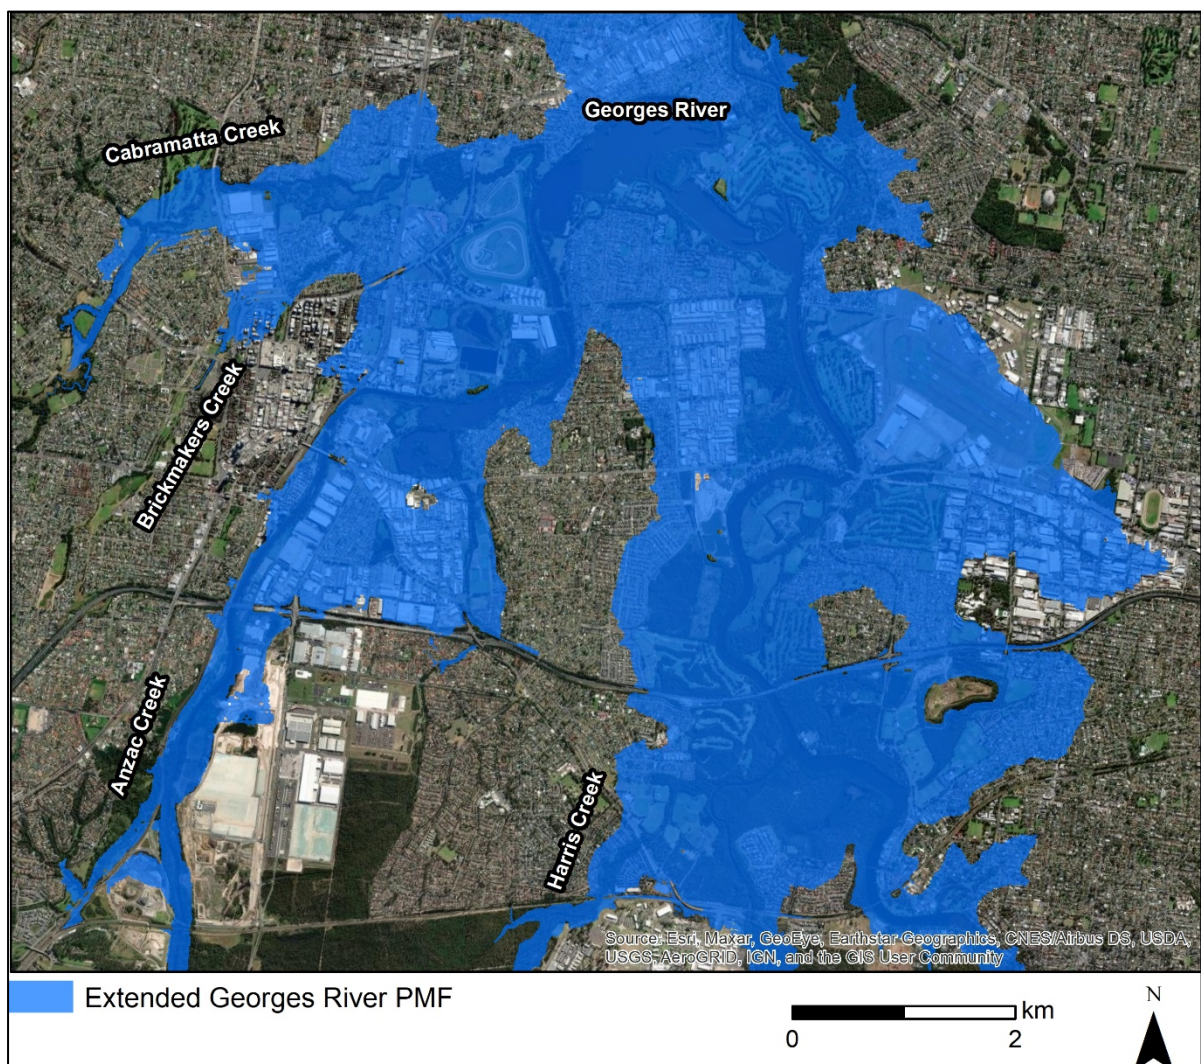 Georges River
Cabramatta Creek
Brickmakers Creek
Anzac Creek
Harris Creek
Source: Esri, Maxar, GeoEye, Earthstar Geographics, CNES/Airbus DS, USDA,
USGS, AeroGRID, IGN, and the GIS User Community
Extended Georges River PMF
km
0 2
N